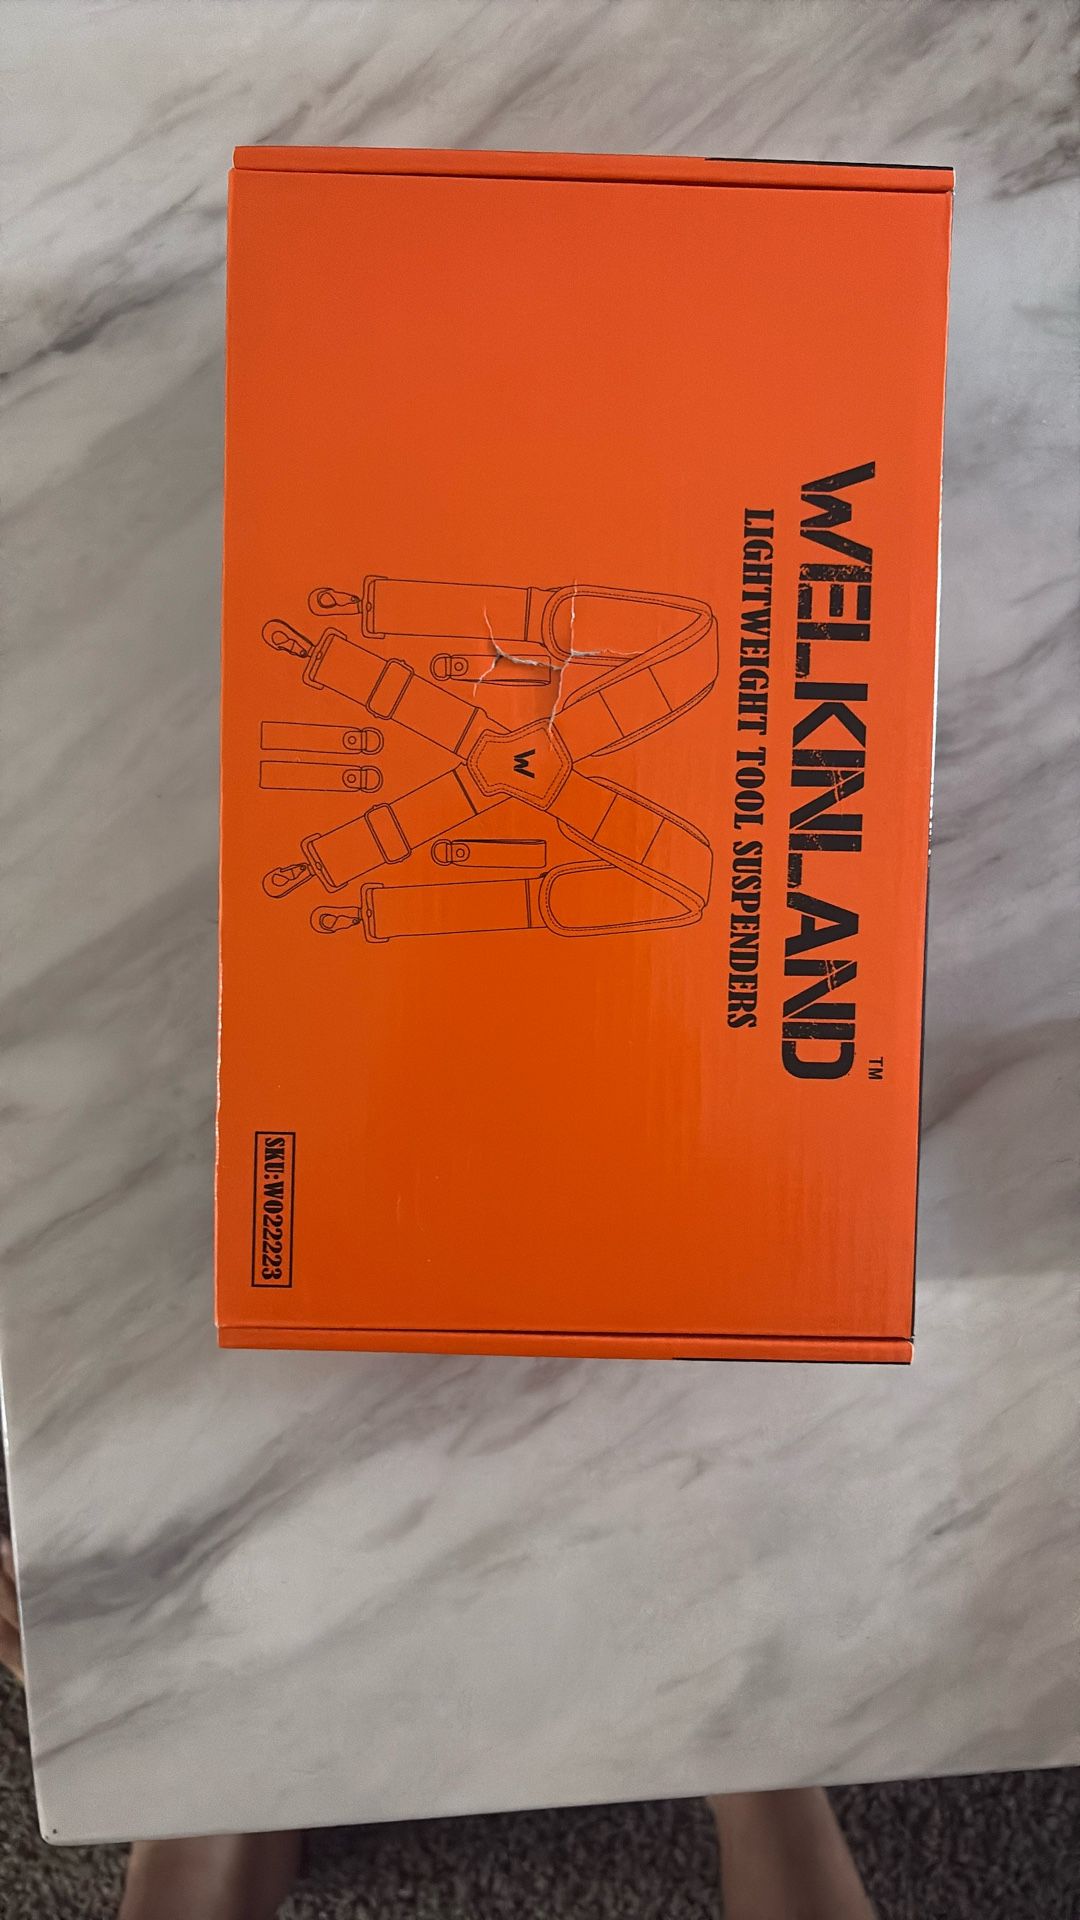 WELKINLAND™
LIGHTWEIGHT TOOL SUSPENDERS
W
SKU:W022223